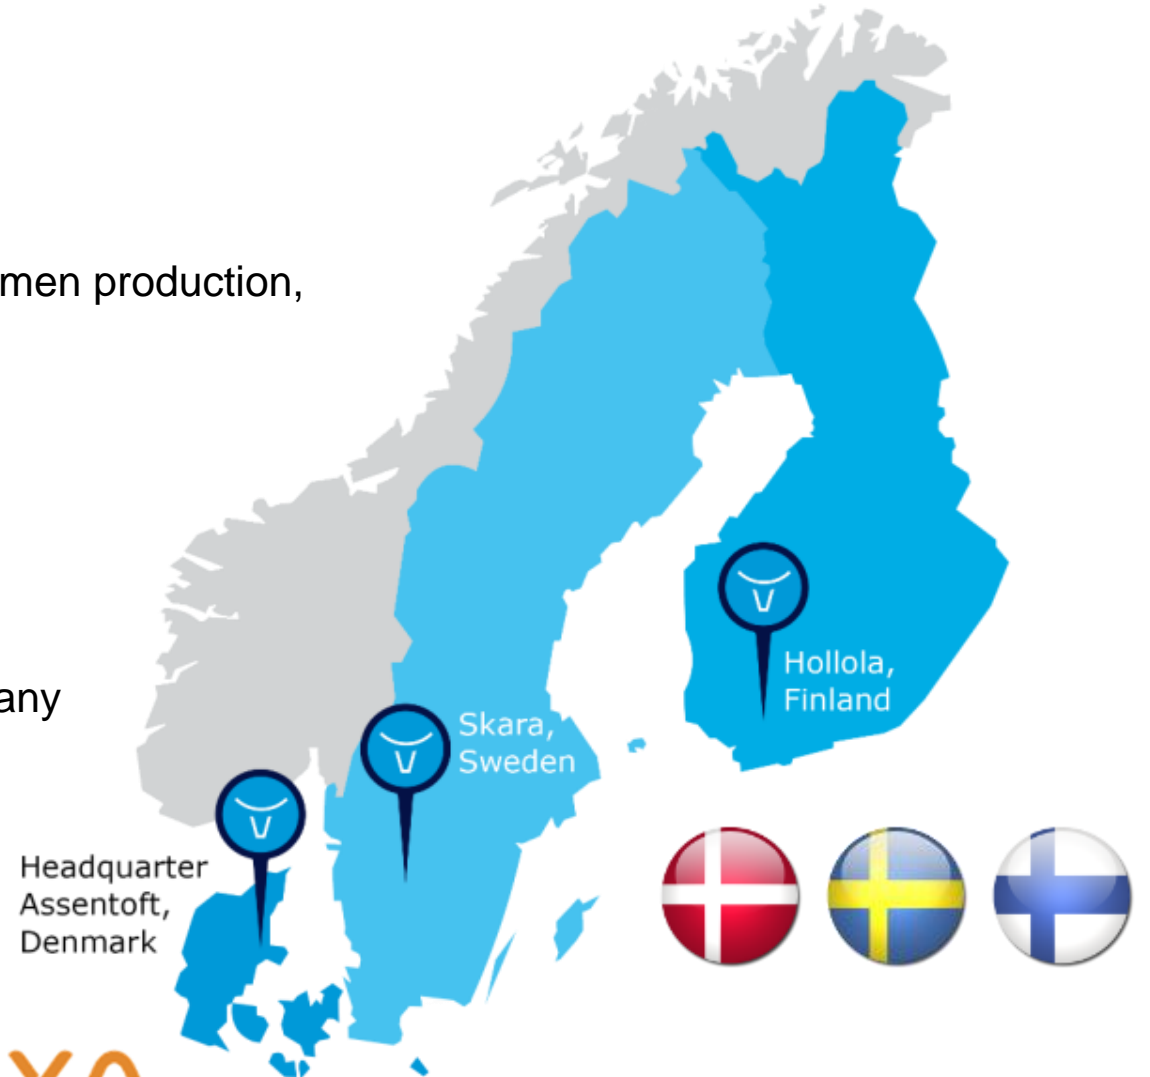 men production,
any
Hollola,
Finland
Skara,
Sweden
Headquarter
Assentoft,
Denmark